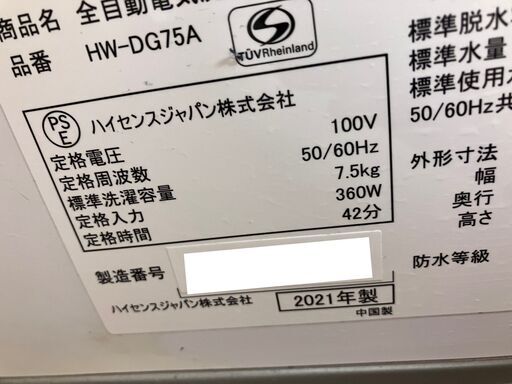 商品名 全自動電気
品番 HW-DG75A
TÜVRheinland
標準脱水
標準水量
標準使用水
50/60Hz共
PSE ハイセンスジャパン株式会社
定格電圧 100V
定格周波数 50/60Hz
標準洗濯容量 7.5kg
定格入力 360W
定格時間 42分
外形寸法
幅
奥行
高さ
製造番号
防水等級
ハイセンスジャパン株式会社 2021年製
中国製